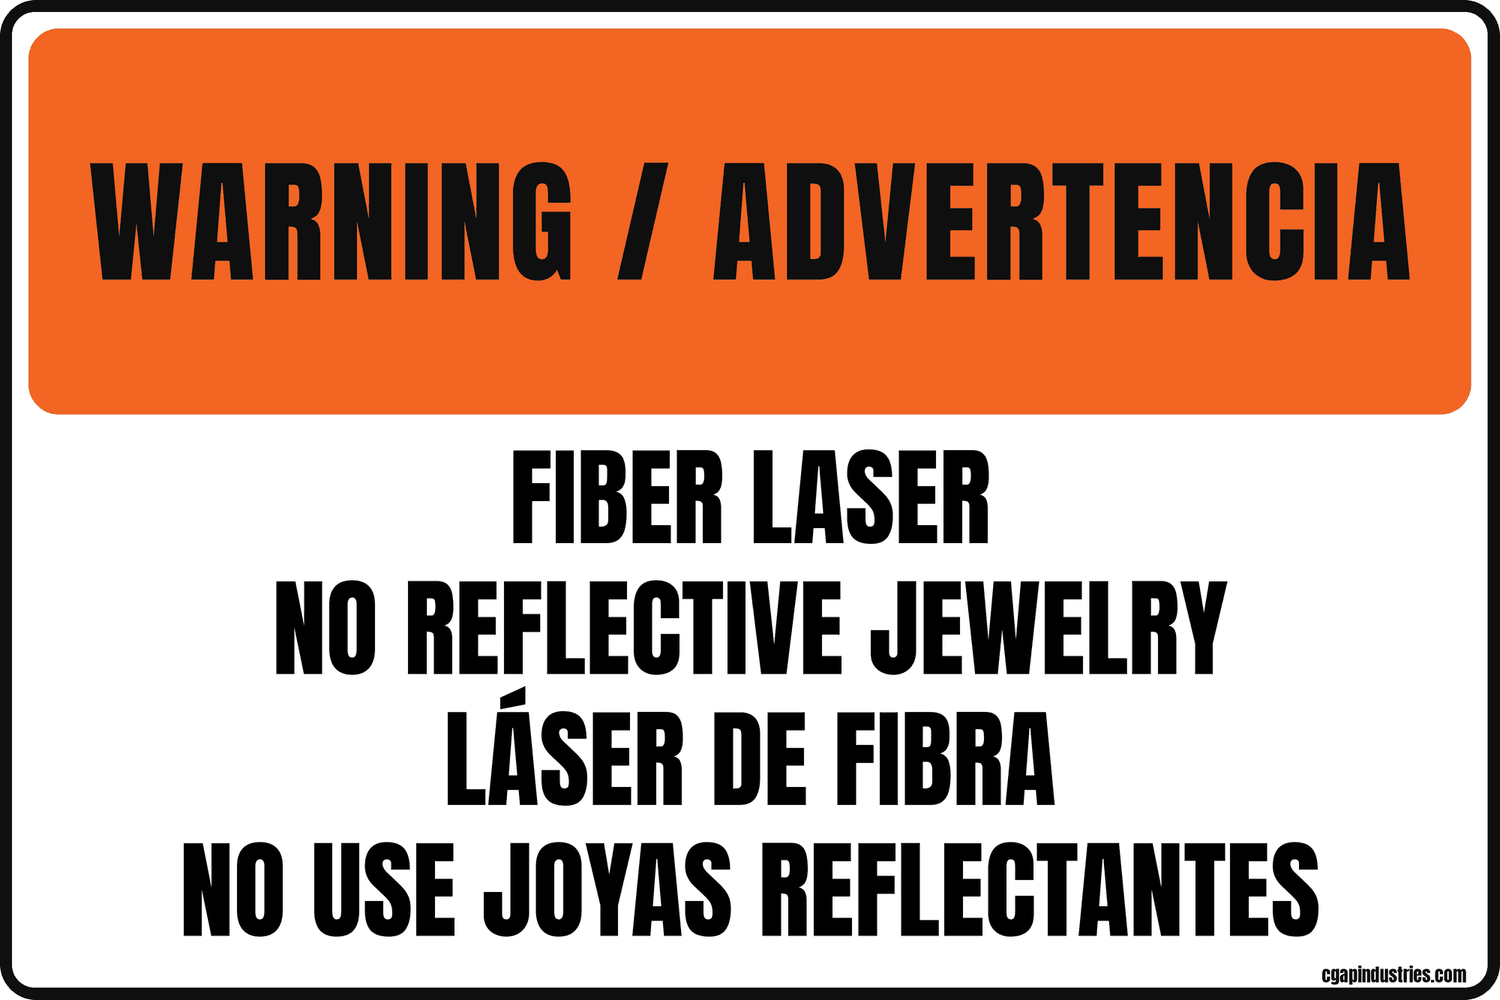 WARNING / ADVERTENCIA
FIBER LASER
NO REFLECTIVE JEWELRY
LÁSER DE FIBRA
NO USE JOYAS REFLECTANTES
cgapindustries.com